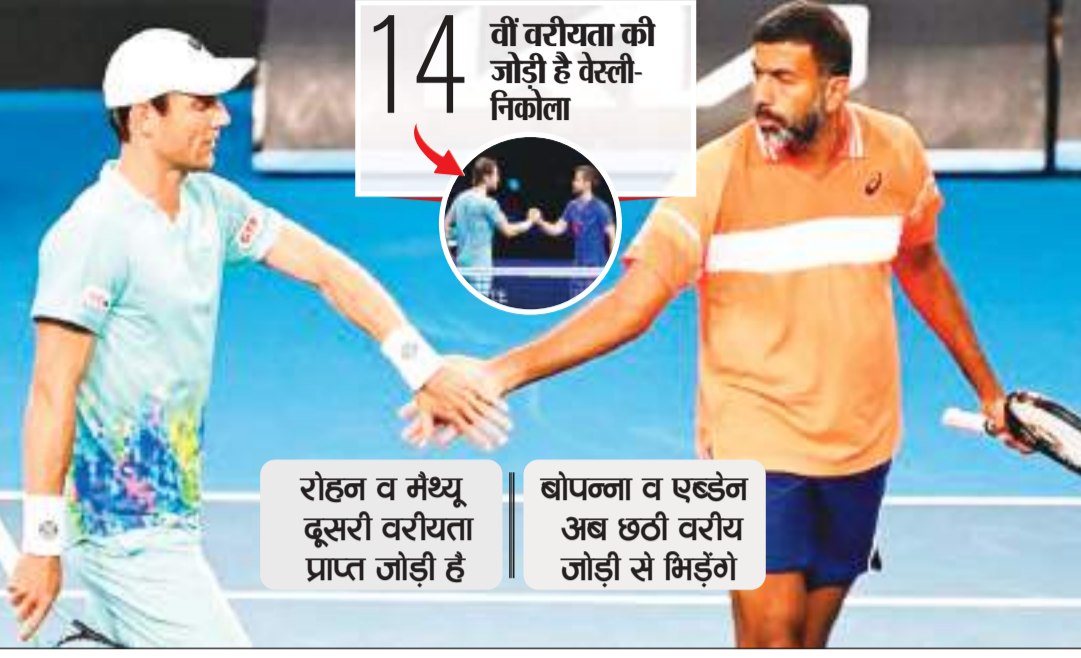 14
वीं वरीयता की
जोड़ी है वेस्ली-
निकोला
रोहन व मैथ्यू
दूसरी वरीयता
प्राप्त जोड़ी है
बोपन्ना व एब्डेन
अब छठी वरीय
जोड़ी से भिड़ेंगे